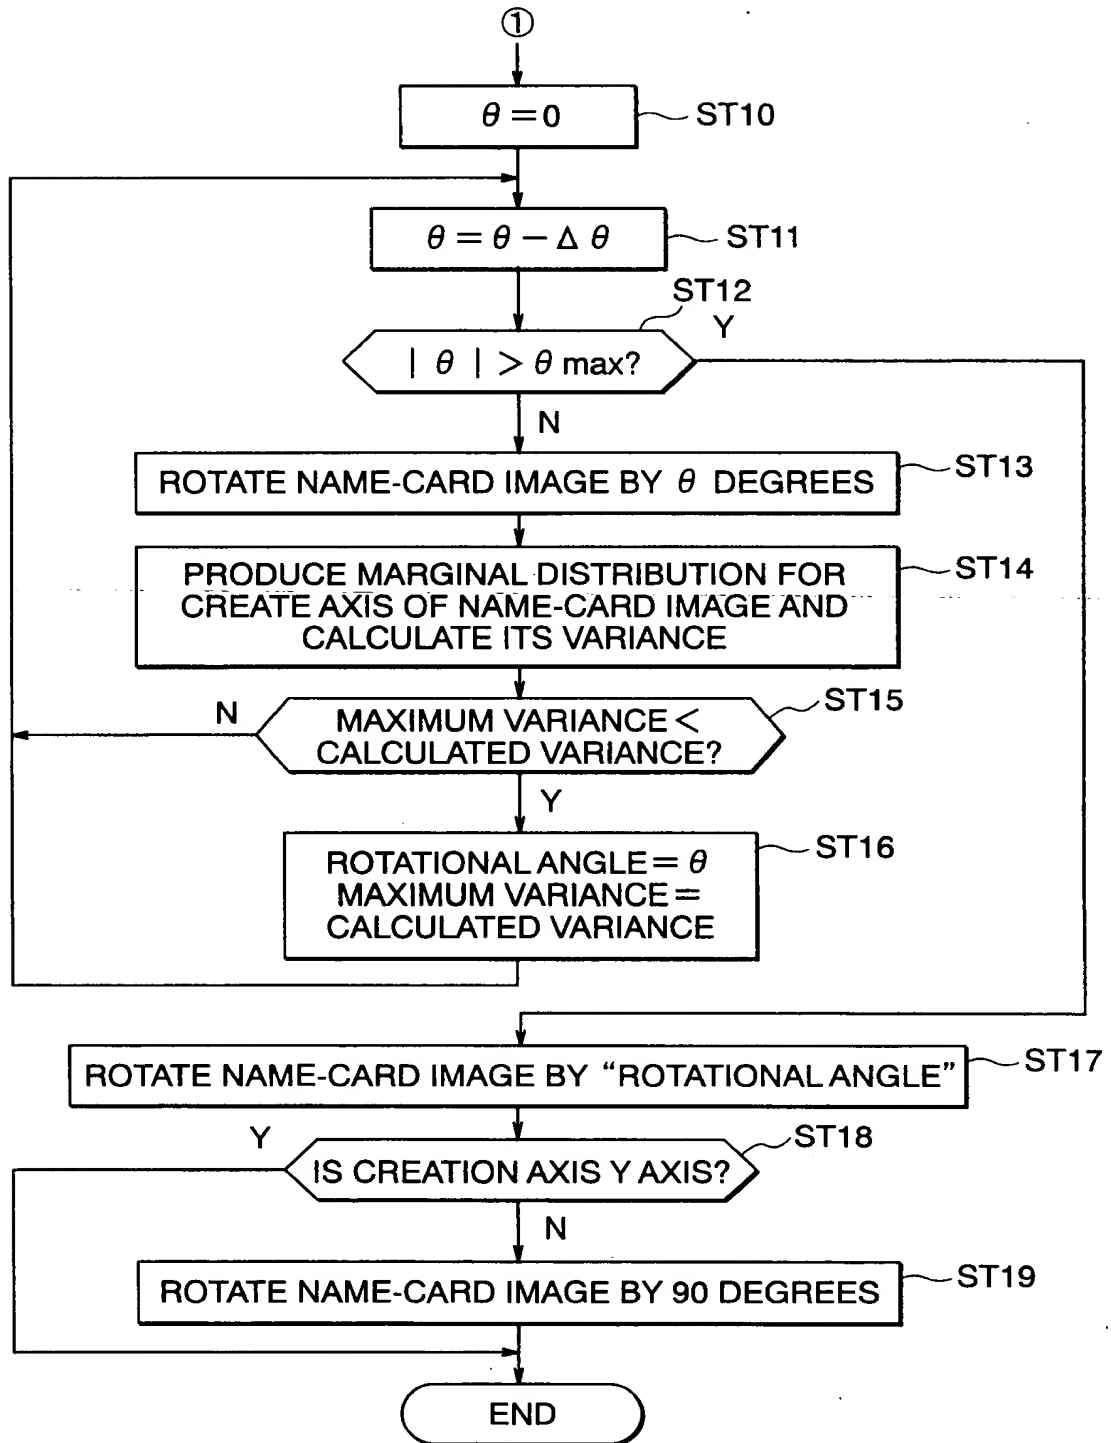 ①
θ = 0
ST10
θ = θ − Δ θ
ST11
ST12
| θ | > θ max?
Y
N
ROTATE NAME-CARD IMAGE BY θ DEGREES
ST13
PRODUCE MARGINAL DISTRIBUTION FOR
CREATE AXIS OF NAME-CARD IMAGE AND
CALCULATE ITS VARIANCE
ST14
N
MAXIMUM VARIANCE <
CALCULATED VARIANCE?
ST15
Y
ROTATIONAL ANGLE = θ
MAXIMUM VARIANCE =
CALCULATED VARIANCE
ST16
ROTATE NAME-CARD IMAGE BY “ROTATIONAL ANGLE”
ST17
Y
IS CREATION AXIS Y AXIS?
ST18
N
ROTATE NAME-CARD IMAGE BY 90 DEGREES
ST19
END